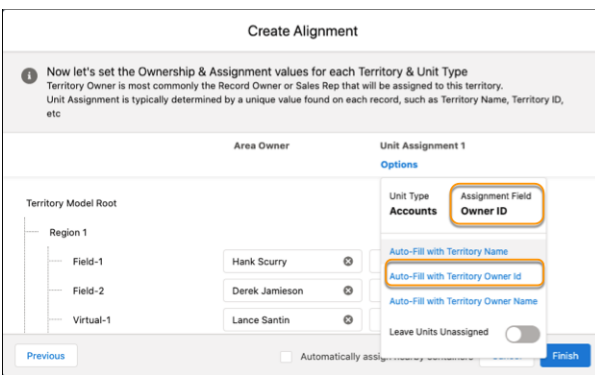 Create Alignment
Now let's set the Ownership & Assignment values for each Territory & Unit Type
Territory Owner is most commonly the Record Owner or Sales Rep that will be assigned to this territory.
Unit Assignment is typically determined by a unique value found on each record, such as Territory Name, Territory ID,
etc
Area Owner
Unit Assignment 1
Options
Unit Type
Accounts
Assignment Field
Owner ID
Territory Model Root
Region 1
Auto-Fill with Territory Name
Field-1
Hank Scurry
Auto-Fill with Territory Owner Id
Field-2
Derek Jamieson
Auto-Fill with Territory Owner Name
Virtual-1
Lance Santin
Leave Units Unassigned
Previous
Automatically assign nearby containers
Finish